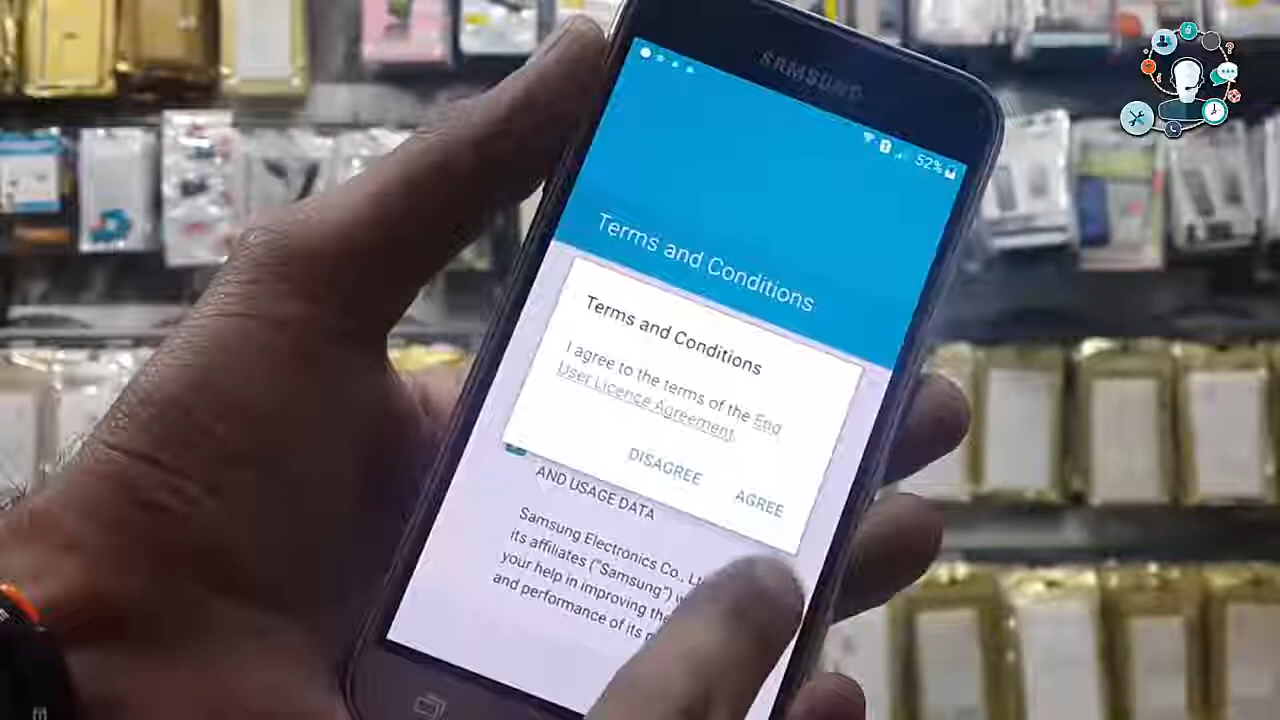 SAMSUNG
52%
Terms and Conditions
Terms and Conditions
I agree to the terms of the End
User Licence Agreement.
DISAGREE
AGREE
AND USAGE DATA
Samsung Electronics Co., Lt
its affiliates ("Samsung") w
your help in improving the
and performance of its